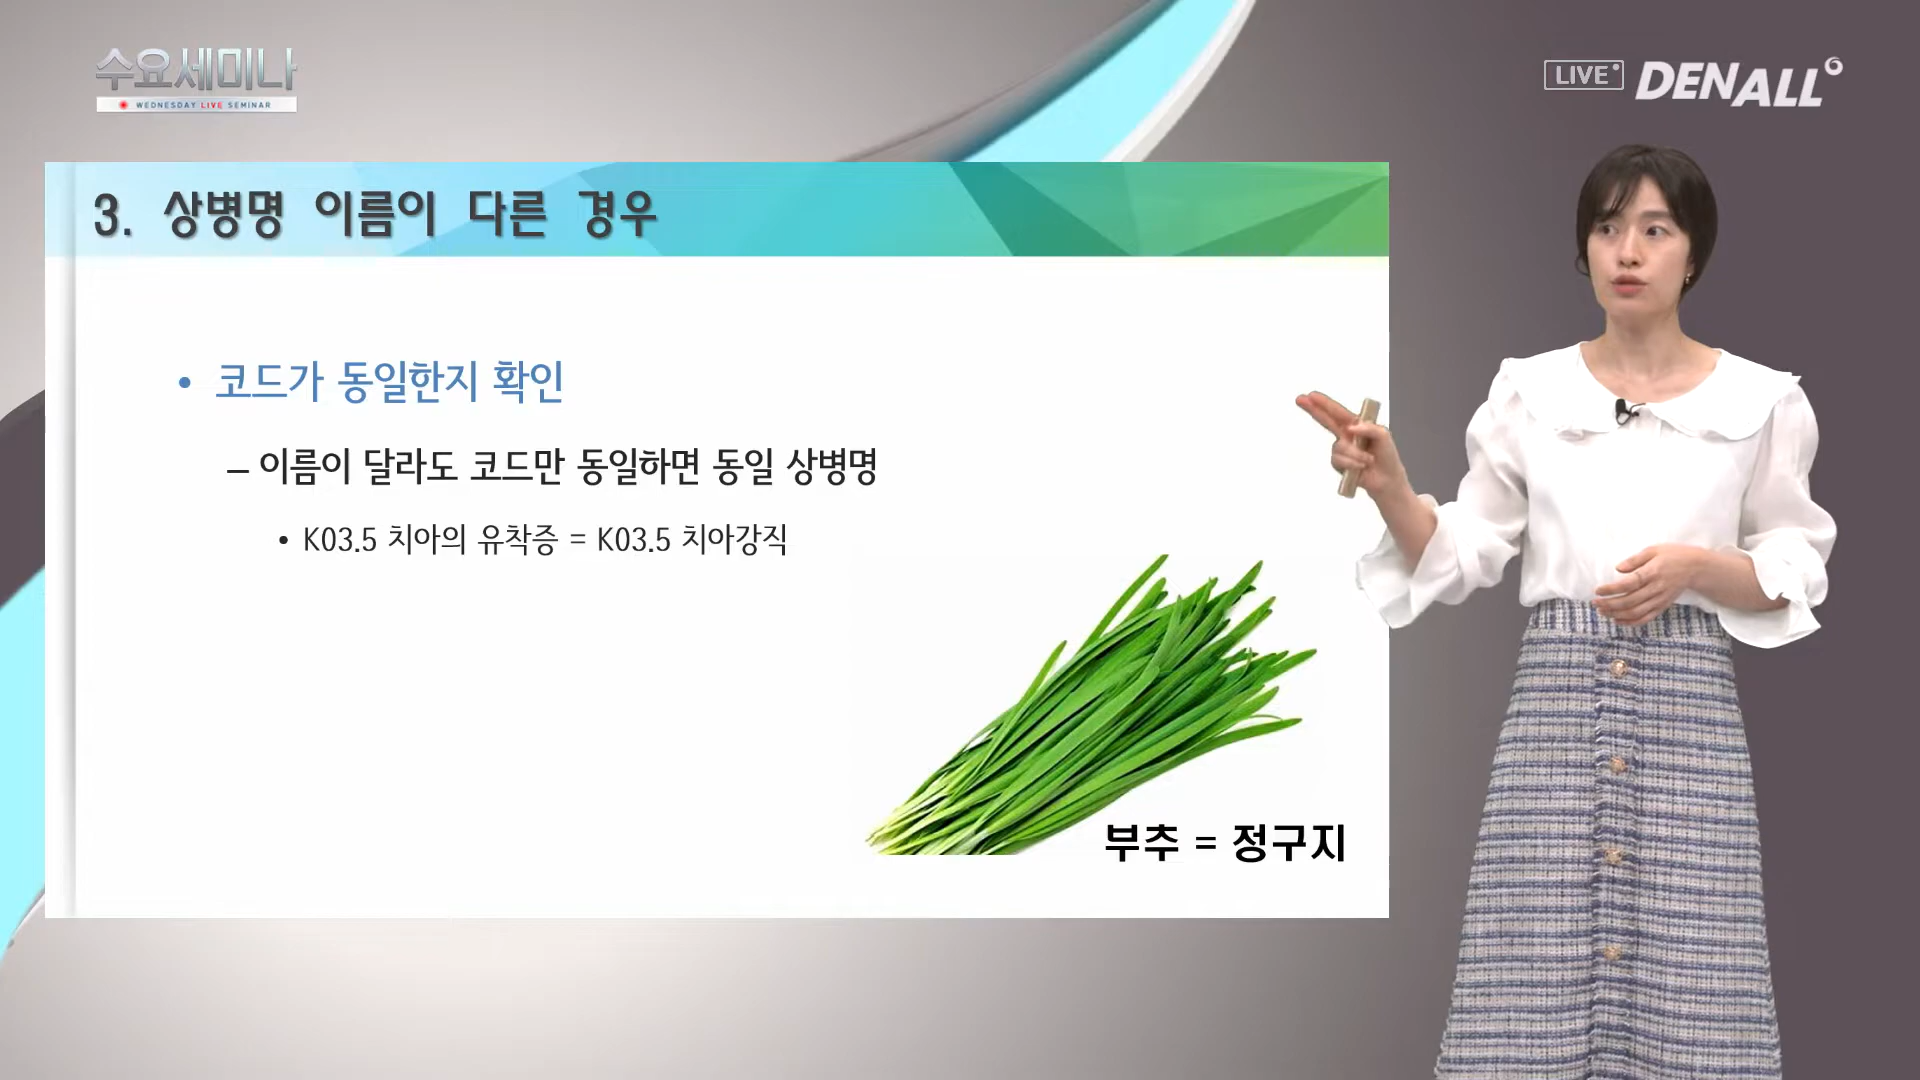 수요세미나
WEDNESDAY LIVE SEMINAR
LIVE
DENALL
3. 상병명 이름이 다른 경우
• 코드가 동일한지 확인
– 이름이 달라도 코드만 동일하면 동일 상병명
• K03.5 치아의 유착증 = K03.5 치아강직
부추 = 정구지